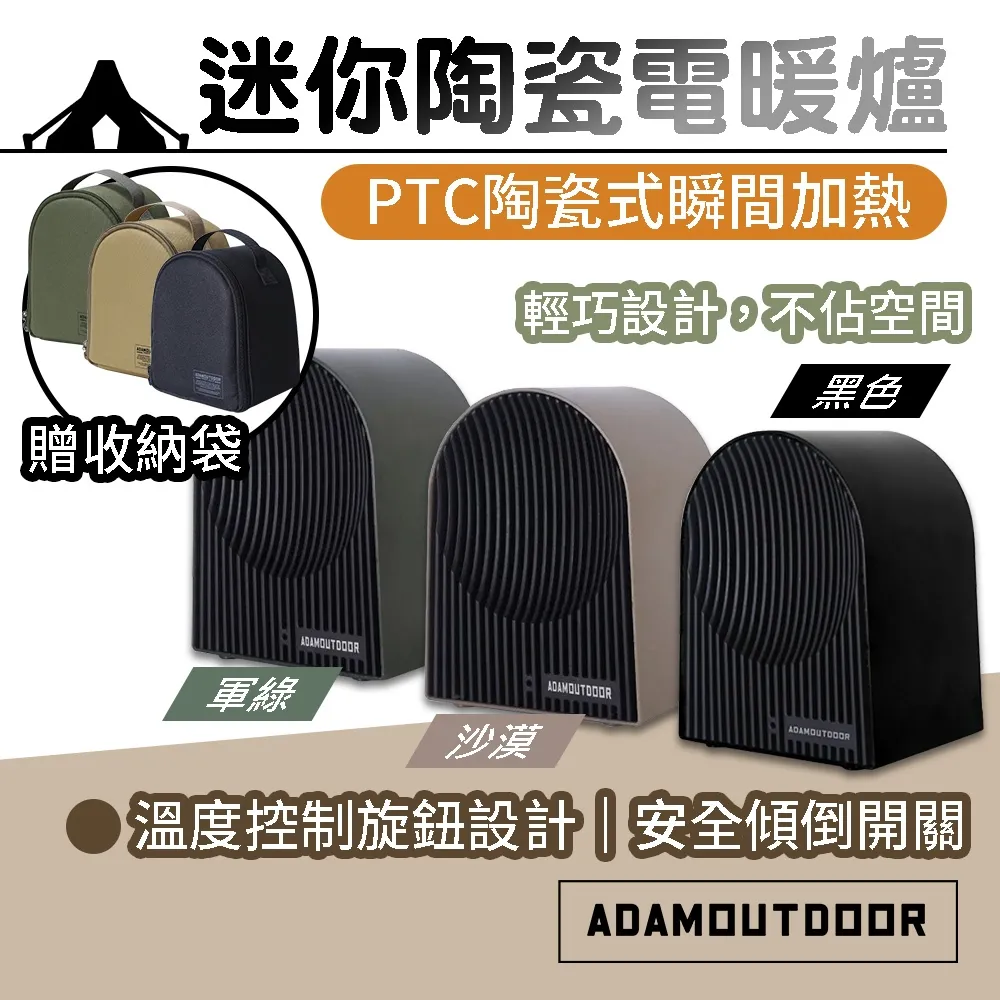 迷你陶瓷電暖爐
PTC陶瓷式瞬間加熱
輕巧設計，不佔空間
ADAMOUTDOOR
贈收納袋
黑色
ADAMOUTDOOR
軍綠
ADAMOUTDOOR
沙漠
ADAMOUTDOOR
溫度控制旋鈕設計｜安全傾倒開關
ADAMOUTDOOR